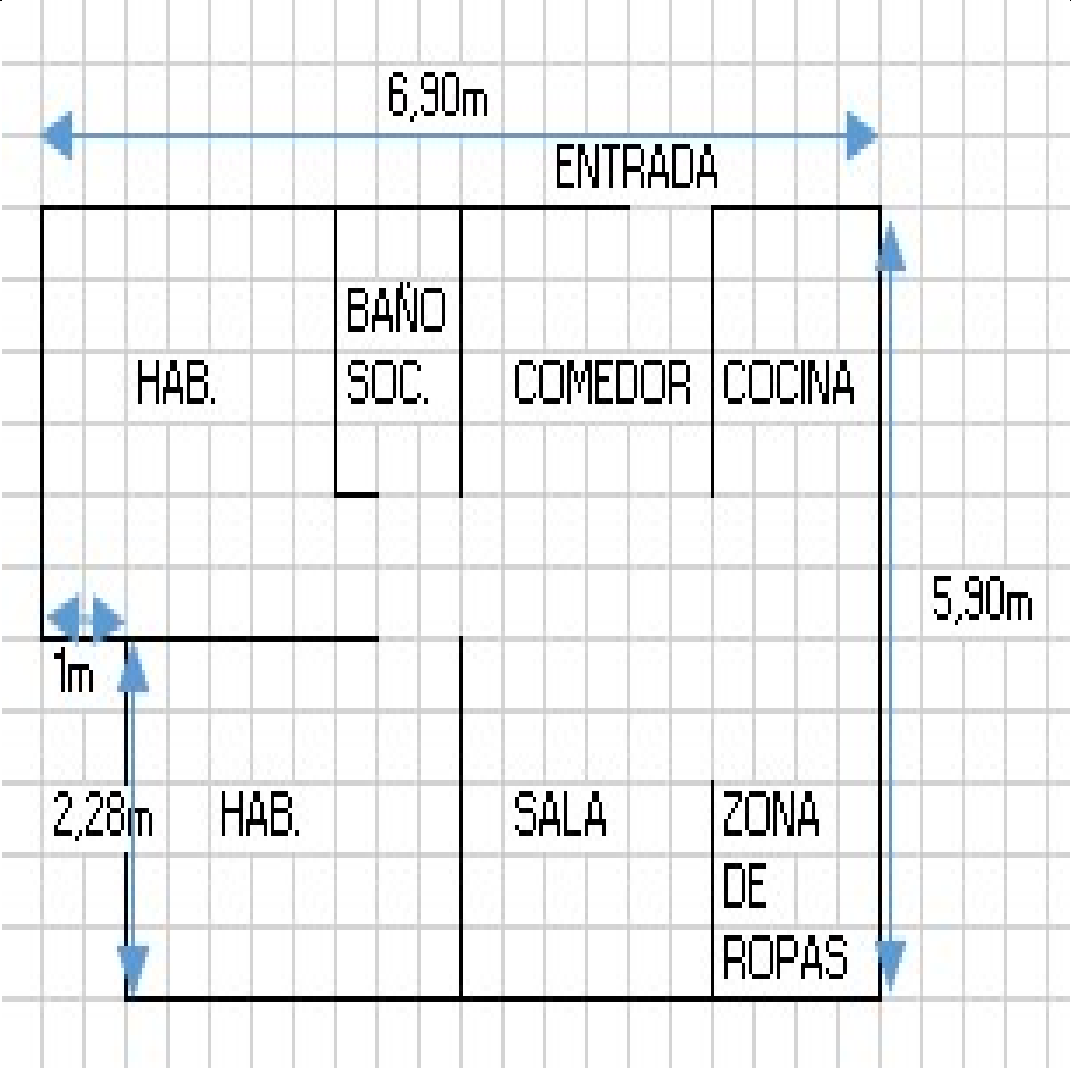 6,90m
ENTRADA
BAÑO
SOC.
HAB.
COMEDOR
COCINA
5,90m
1m
2,28m
HAB.
SALA
ZONA
DE
ROPAS